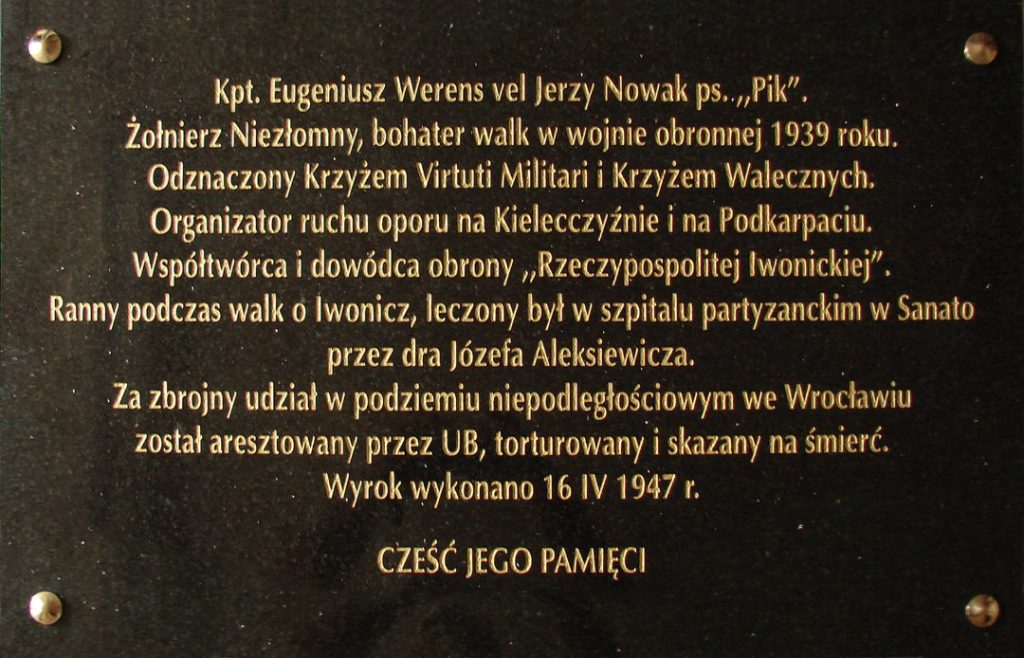 Kpt. Eugeniusz Werens vel Jerzy Nowak ps.„Pik”.
Żołnierz Niezłomny, bohater walk w wojnie obronnej 1939 roku.
Odznaczony Krzyżem Virtuti Militari i Krzyżem Walecznych.
Organizator ruchu oporu na Kielecczyźnie i na Podkarpaciu.
Współtwórca i dowódca obrony „Rzeczypospolitej Iwonickiej”.
Ranny podczas walk o Iwonicz, leczony był w szpitalu partyzanckim w Sanato
przez dra Józefa Aleksiewicza.
Za zbrojny udział w podziemiu niepodległościowym we Wrocławiu
został aresztowany przez UB, torturowany i skazany na śmierć.
Wyrok wykonano 16 IV 1947 r.
CZEŚĆ JEGO PAMIĘCI